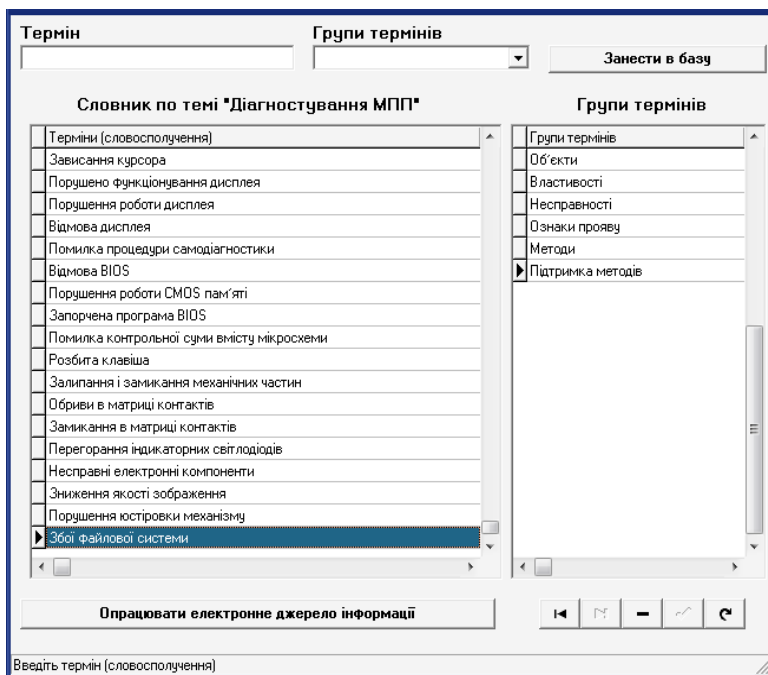 Термін
Групи термінів
Занести в базу
Словник по темі "Діагностування МПП"
Групи термінів
Терміни (словосполучення)
Зависання курсора
Порушено функціонування дисплея
Порушення роботи дисплея
Відмова дисплея
Помилка процедури самодіагностики
Відмова BIOS
Порушення роботи CMOS пам´яті
Запорчена програма BIOS
Помилка контрольної суми вмісту мікросхеми
Розбита клавіша
Залипання і замикання механічних частин
Обриви в матриці контактів
Замикання в матриці контактів
Перегорання індикаторних світлодіодів
Несправні електронні компоненти
Зниження якості зображення
Порушення юстіровки механізму
Збої файлової системи
Групи термінів
Об´єкти
Властивості
Несправності
Ознаки прояву
Методи
Підтримка методів
Опрацювати електронне джерело інформації
Введіть термін (словосполучення)